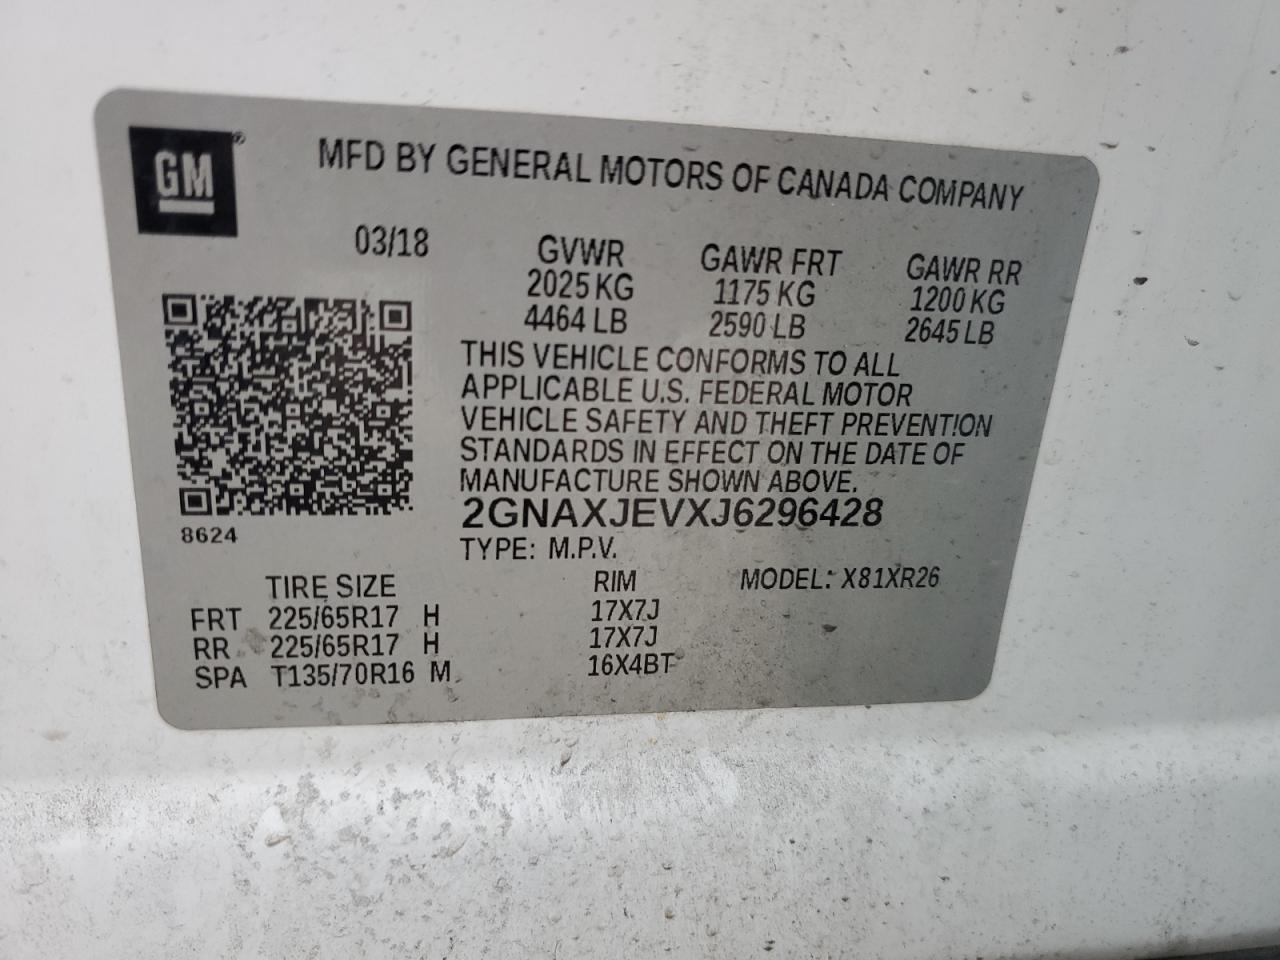 GM ®
MFD BY GENERAL MOTORS OF CANADA COMPANY
03/18
GVWR GAWR FRT GAWR RR
2025 KG 1175 KG 1200 KG
4464 LB 2590 LB 2645 LB
THIS VEHICLE CONFORMS TO ALL
APPLICABLE U.S. FEDERAL MOTOR
VEHICLE SAFETY AND THEFT PREVENTION
STANDARDS IN EFFECT ON THE DATE OF
MANUFACTURE SHOWN ABOVE.
2GNAXJEVXJ6296428
8624
TYPE: M.P.V.
TIRE SIZE RIM MODEL: X81XR26
FRT 225/65R17 H 17X7J
RR 225/65R17 H 17X7J
SPA T135/70R16 M 16X4BT